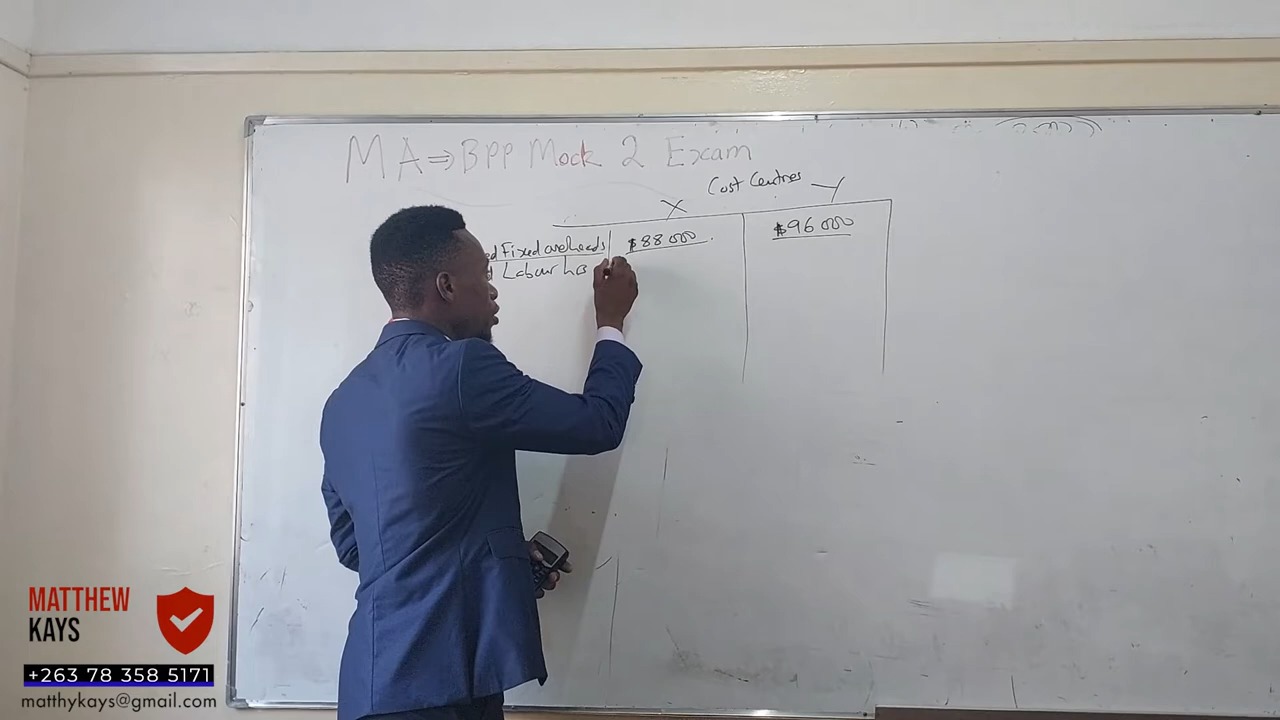 MA⇒BPP Mock 2 Exam
Cost Centres
X Y
Fixed overheads $88 000 $96 000
Labour hrs
MATTHEW
KAYS
+263 78 358 5171
matthykays@gmail.com